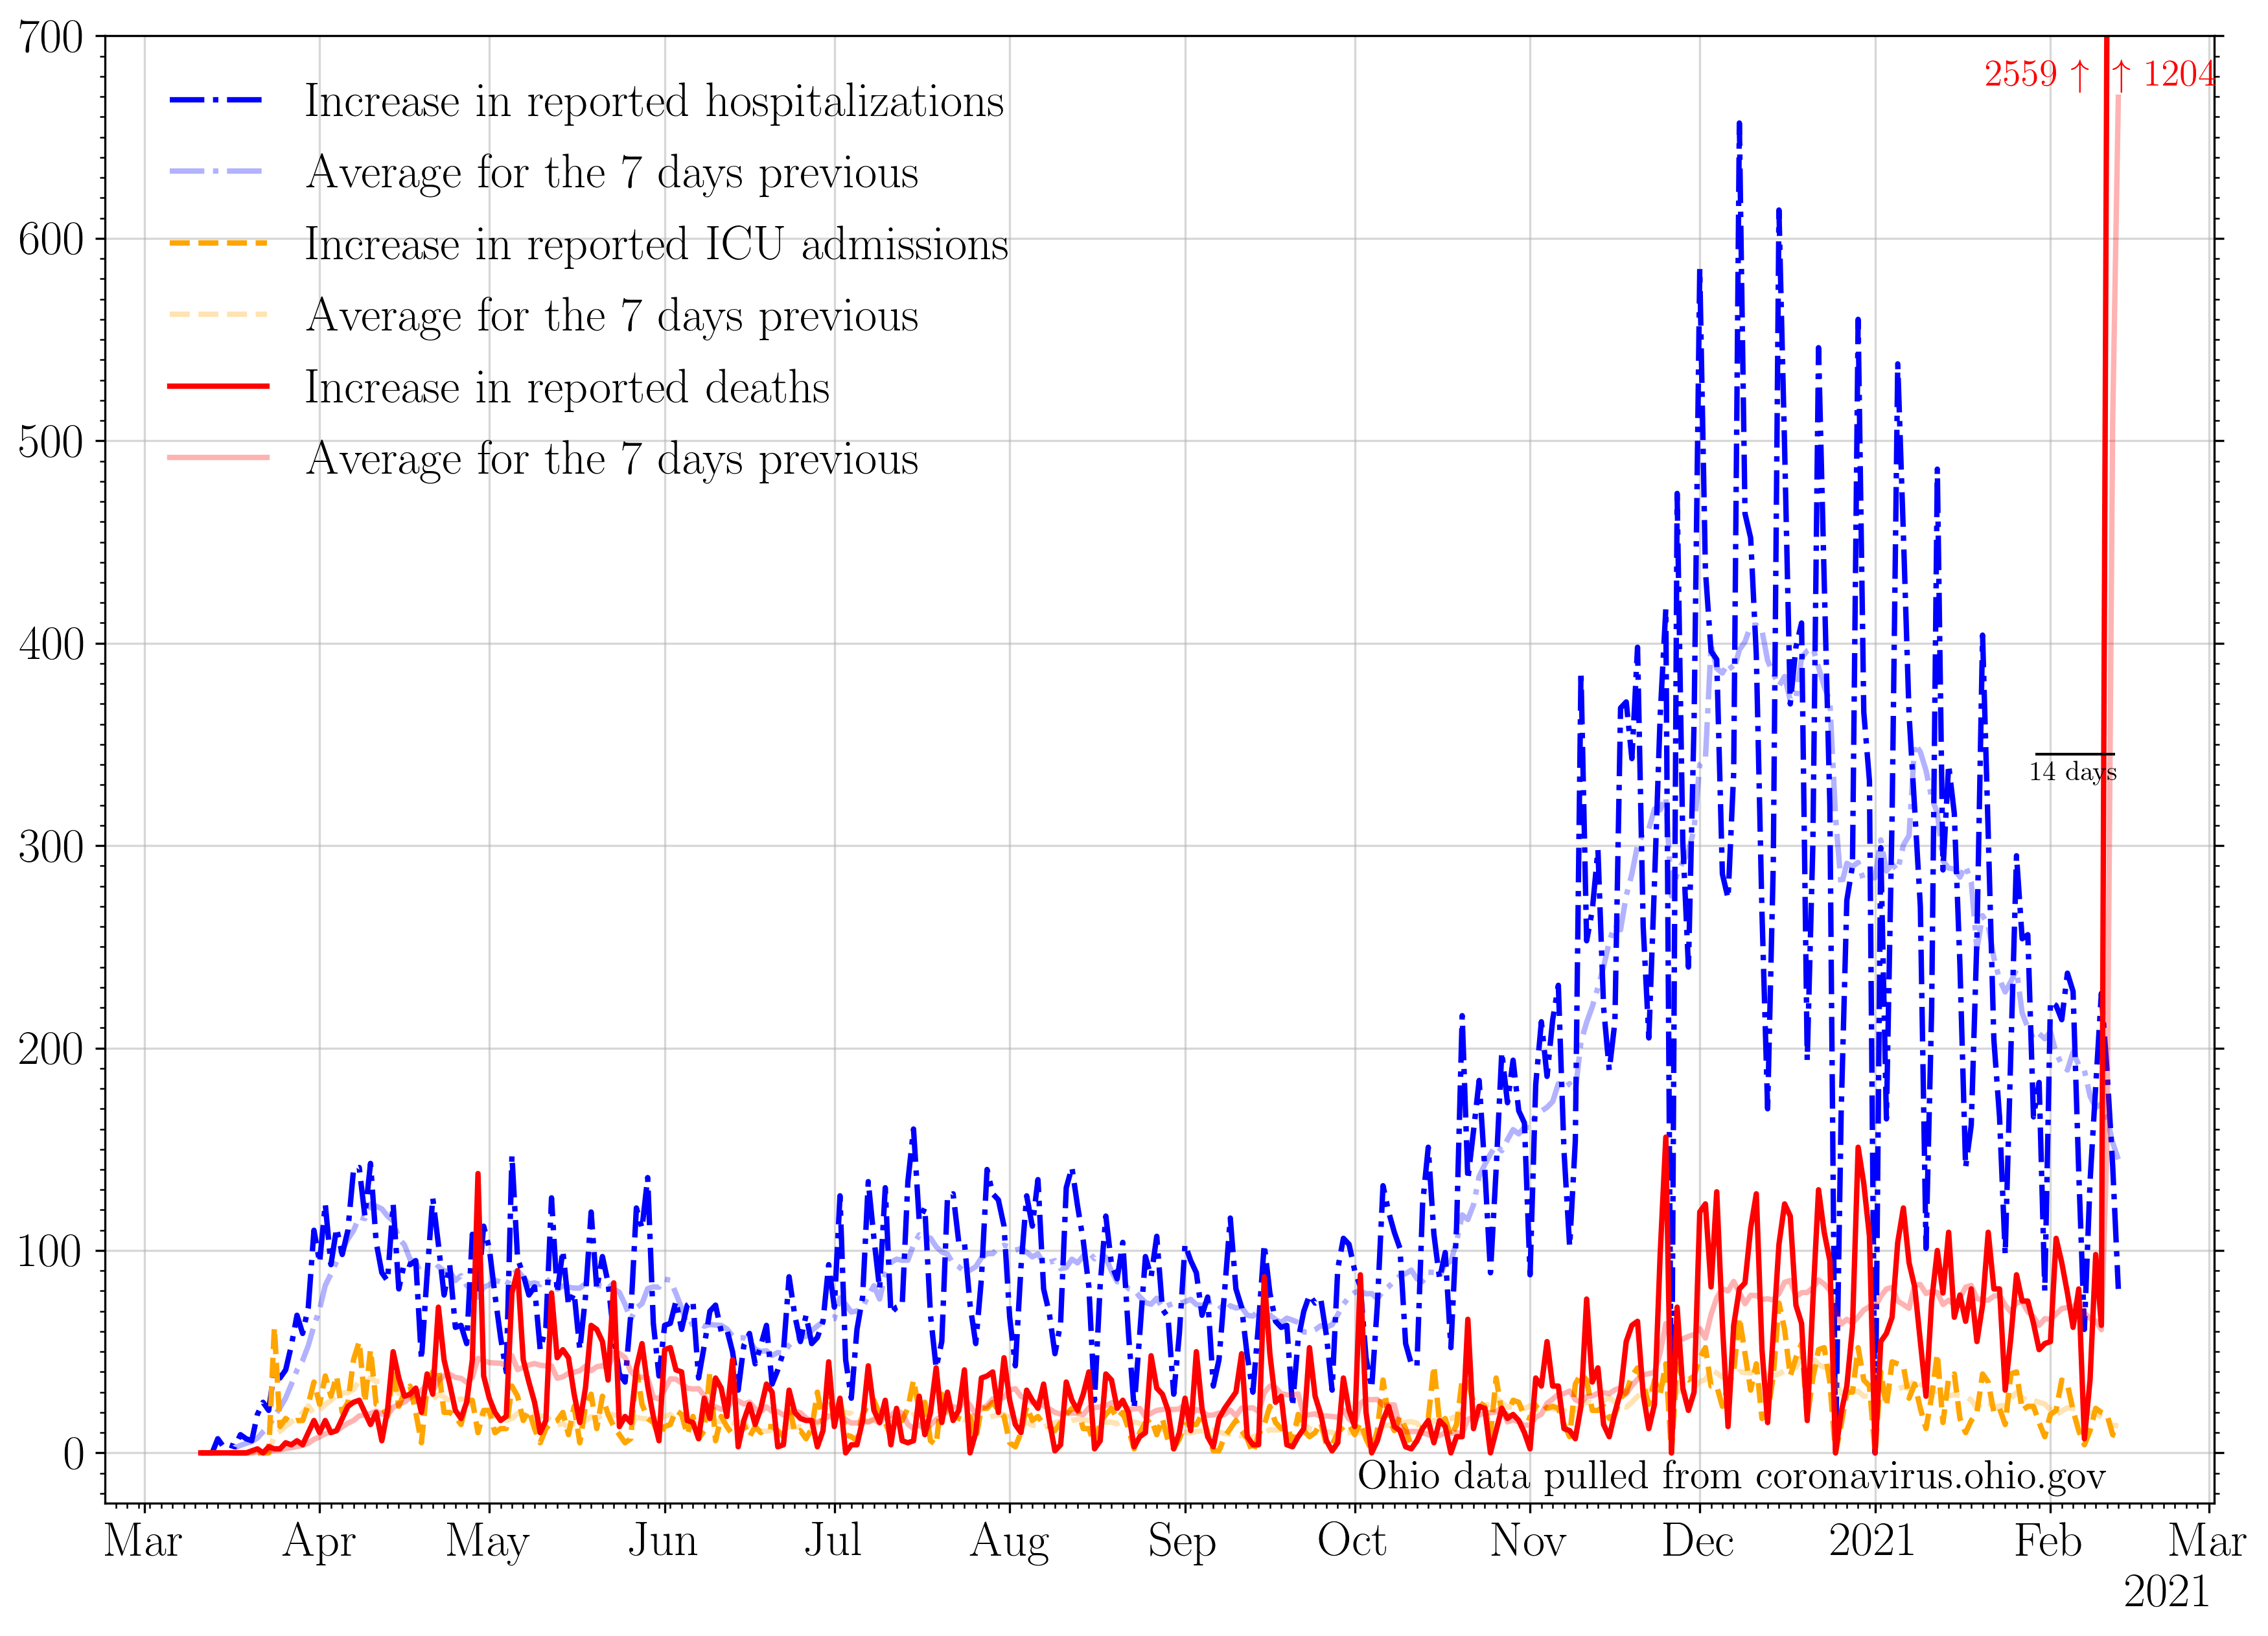 700
2559 ↑ ↑ 1204
Increase in reported hospitalizations
Average for the 7 days previous
600
Increase in reported ICU admissions
Average for the 7 days previous
Increase in reported deaths
500
Average for the 7 days previous
400
14 days
300
200
100
0
Ohio data pulled from coronavirus.ohio.gov
Mar Apr May Jun Jul Aug Sep Oct Nov Dec 2021 Feb Mar
2021